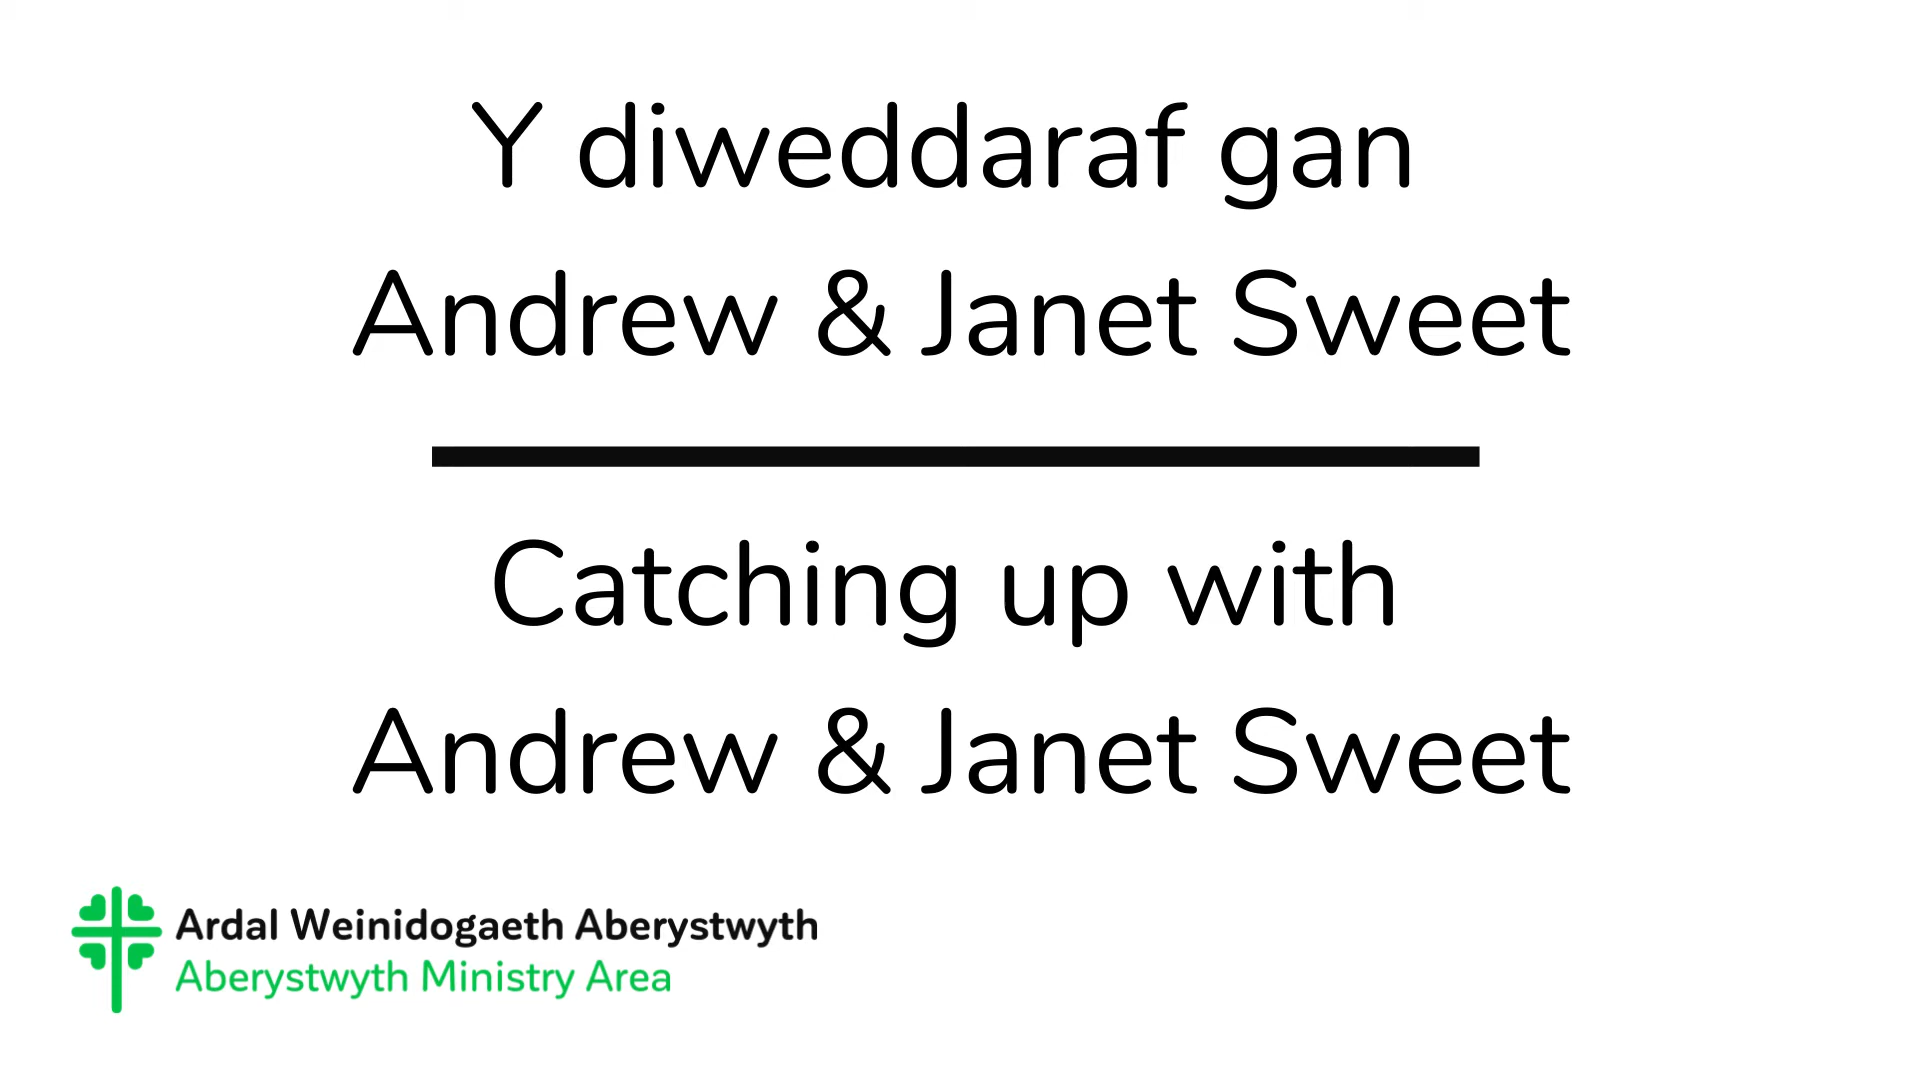 Y diweddaraf gan
Andrew & Janet Sweet
Catching up with
Andrew & Janet Sweet
Ardal Weinidogaeth Aberystwyth
Aberystwyth Ministry Area